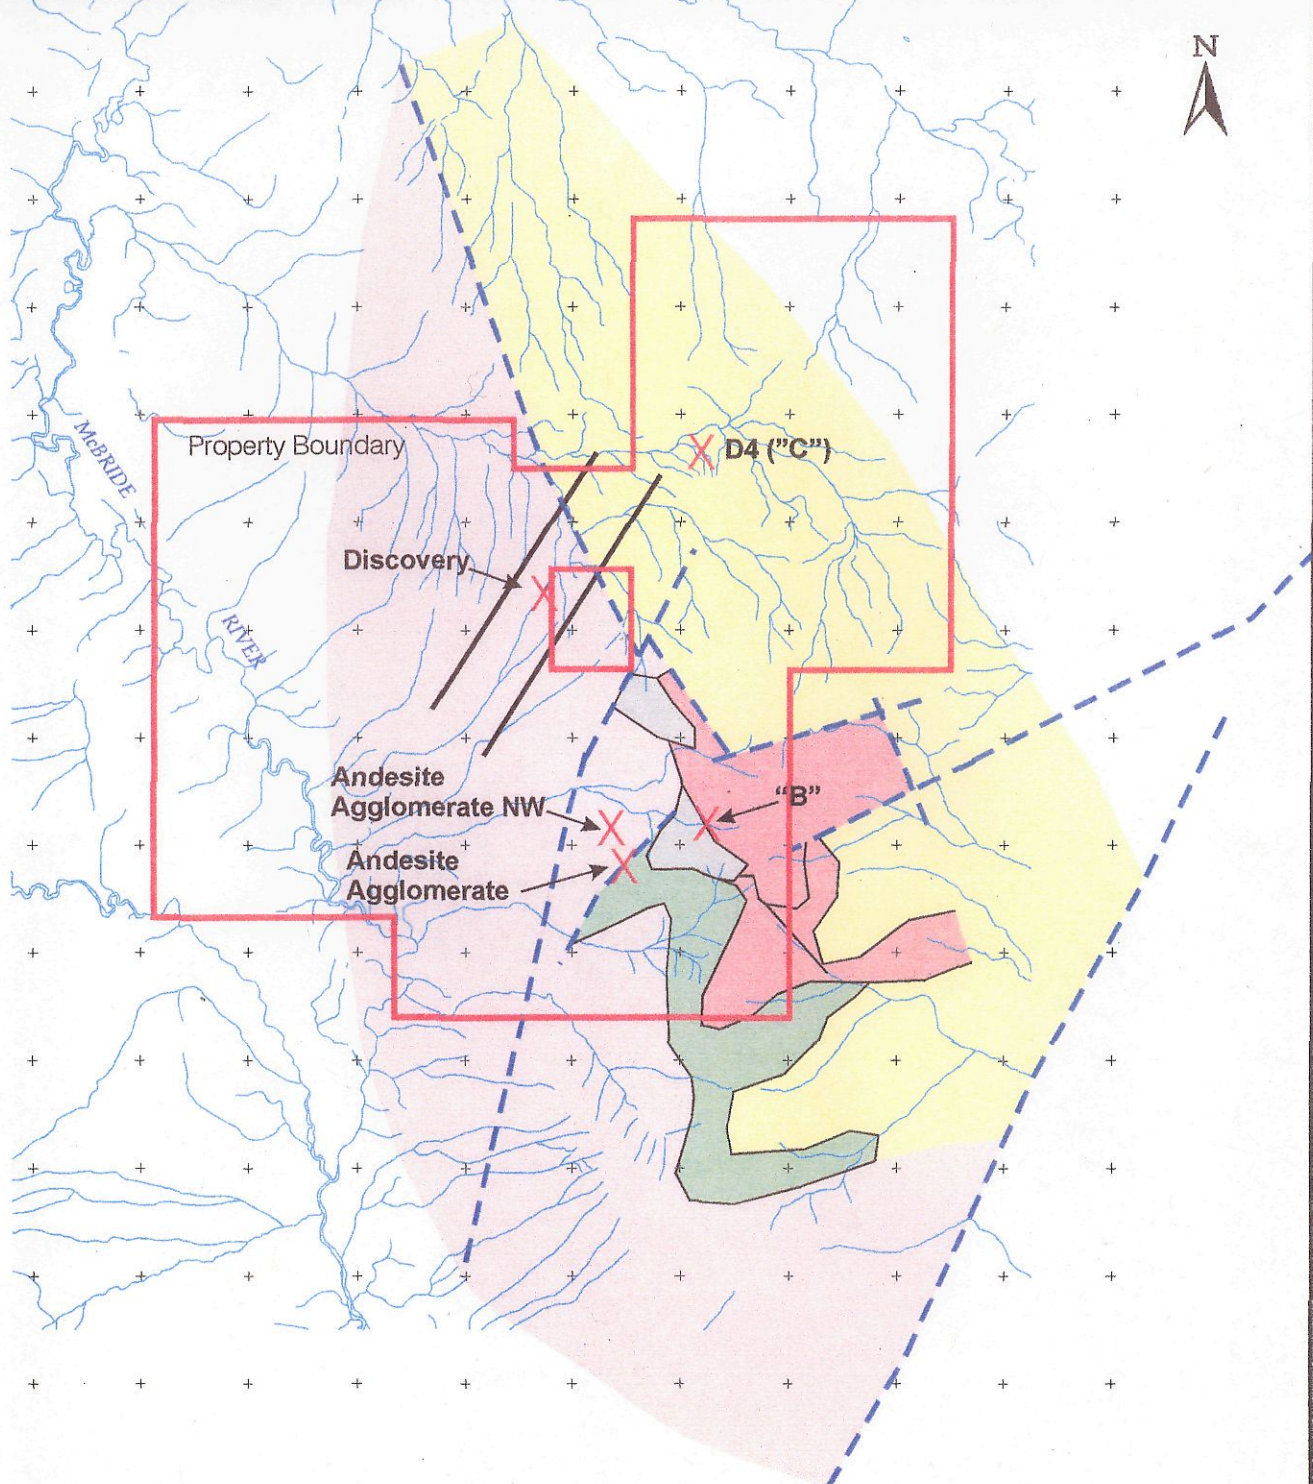 N
McBRIDE
Property Boundary
D4 ("C")
Discovery
RIVER
Andesite
Agglomerate NW
"B"
Andesite
Agglomerate